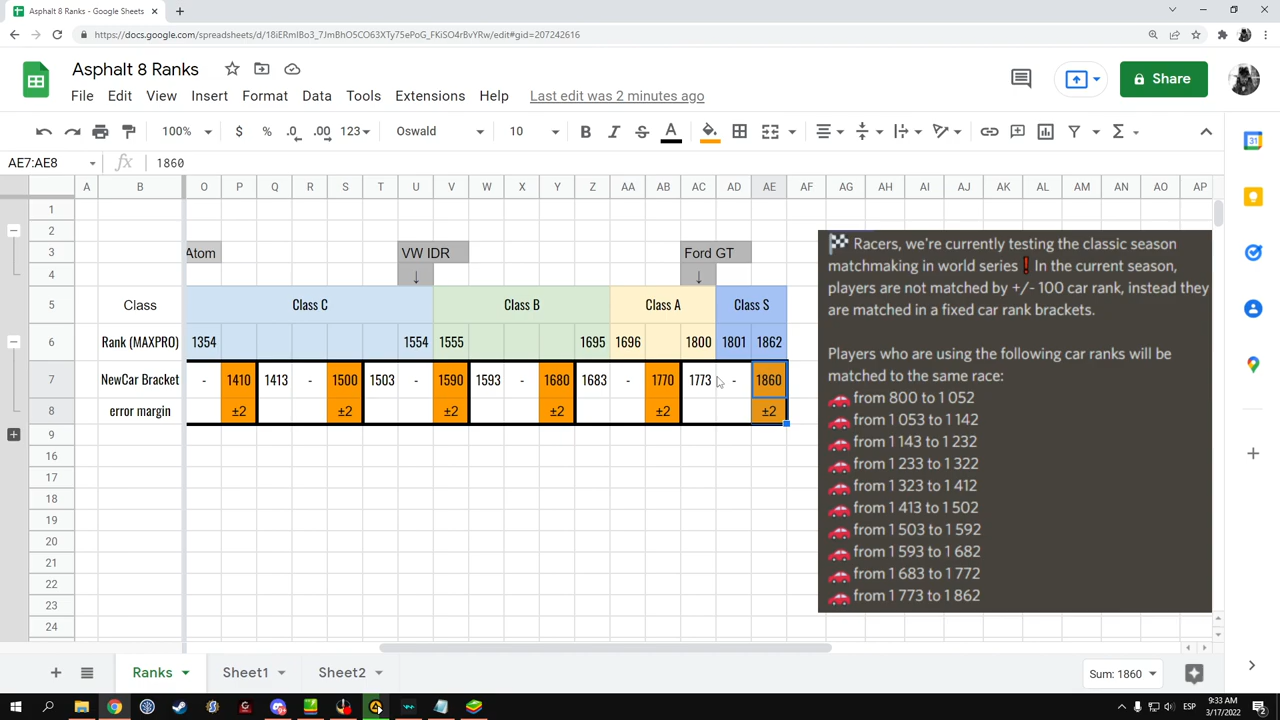 Asphalt 8 Ranks - Google Sheets
https://docs.google.com/spreadsheets/d/18iERmIBo3_7JmBhO5CO63XTy75ePoG_FKiSO4rBvYRw/edit#gid=207242616
Asphalt 8 Ranks
Share
File Edit View Insert Format Data Tools Extensions Help Last edit was 2 minutes ago
100% $ % .0 .00 123 Oswald 10 B I S A
AE7:AE8 fx 1860
A B O P Q R S T U V W X Y Z AA AB AC AD AE AF AG AH AI AJ AK AL AM AN AO AP
1
2
3 Atom VW IDR Ford GT
4 ↓ ↓
5 Class Class C Class B Class A Class S
6 Rank (MAXPRO) 1354 1554 1555 1695 1696 1800 1801 1862
7 NewCar Bracket - 1410 1413 - 1500 1503 - 1590 1593 - 1680 1683 - 1770 1773 - 1860
8 error margin ±2 ±2 ±2 ±2 ±2 ±2
9
16
17
18
19
20
21
22
23
24
Racers, we're currently testing the classic season
matchmaking in world series❗In the current season,
players are not matched by +/- 100 car rank, instead they
are matched in a fixed car rank brackets.
Players who are using the following car ranks will be
matched to the same race:
from 800 to 1 052
from 1 053 to 1 142
from 1 143 to 1 232
from 1 233 to 1 322
from 1 323 to 1 412
from 1 413 to 1 502
from 1 503 to 1 592
from 1 593 to 1 682
from 1 683 to 1 772
from 1 773 to 1 862
31
Ranks Sheet1 Sheet2 Sum: 1860
ESP
9:33 AM
3/17/2022
2